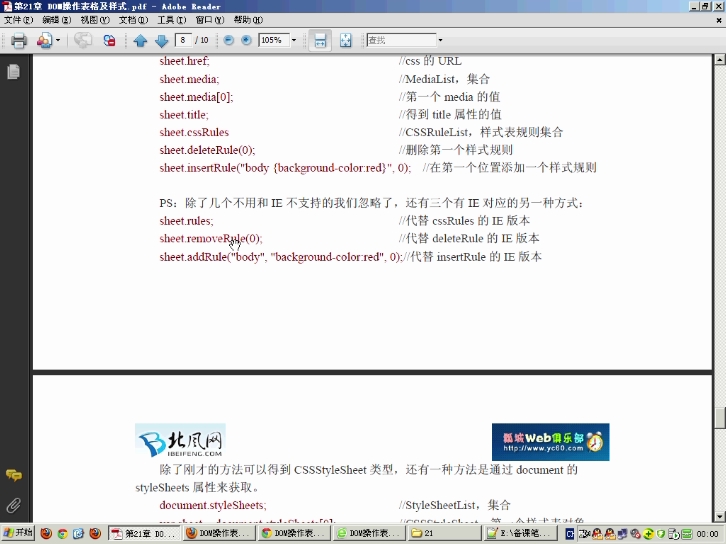 第21章 DOM操作表格及样式.pdf - Adobe Reader
文件(F) 编辑(E) 视图(V) 文档(D) 工具(T) 窗口(W) 帮助(H)
8 / 10 105% 查找
sheet.href; //css 的 URL
sheet.media; //MediaList，集合
sheet.media[0]; //第一个 media 的值
sheet.title; //得到 title 属性的值
sheet.cssRules //CSSRuleList，样式表规则集合
sheet.deleteRule(0); //删除第一个样式规则
sheet.insertRule("body {background-color:red}", 0); //在第一个位置添加一个样式规则
PS：除了几个不用和 IE 不支持的我们忽略了，还有三个有 IE 对应的另一种方式：
sheet.rules; //代替 cssRules 的 IE 版本
sheet.removeRule(0); //代替 deleteRule 的 IE 版本
sheet.addRule("body", "background-color:red", 0);//代替 insertRule 的 IE 版本
北风网
IBEIFENG.COM
瓢城Web俱乐部
http://www.yc60.com
除了刚才的方法可以得到 CSSStyleSheet 类型，还有一种方法是通过 document 的
styleSheets 属性来获取。
document.styleSheets; //StyleSheetList，集合
开始 第21章 DO... DOM操作表... DOM操作表... DOM操作表... 21 E:\备课笔... 00:00